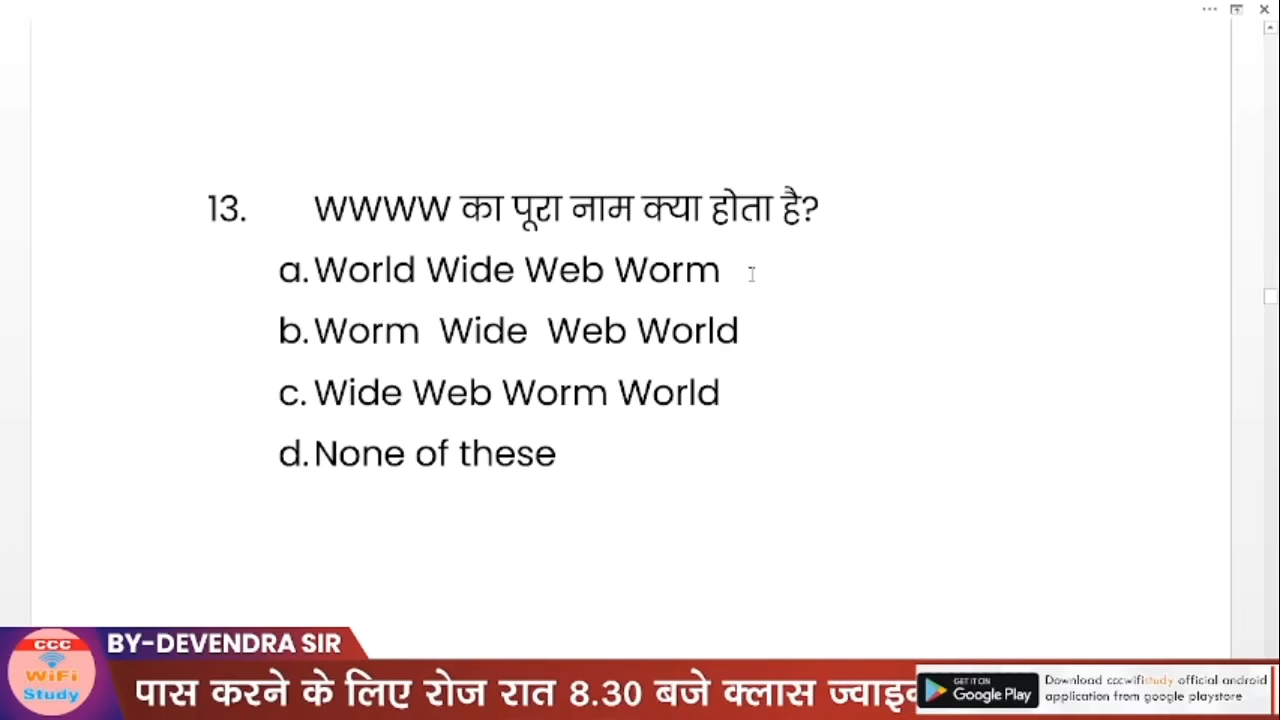 13. WWWW का पूरा नाम क्या होता है?
a. World Wide Web Worm
b. Worm Wide Web World
c. Wide Web Worm World
d. None of these
BY-DEVENDRA SIR
CCC
WiFi
Study
पास करने के लिए रोज रात 8.30 बजे क्लास
GET IT ON
Google Play
Download cccwifistudy official android
application from google playstore